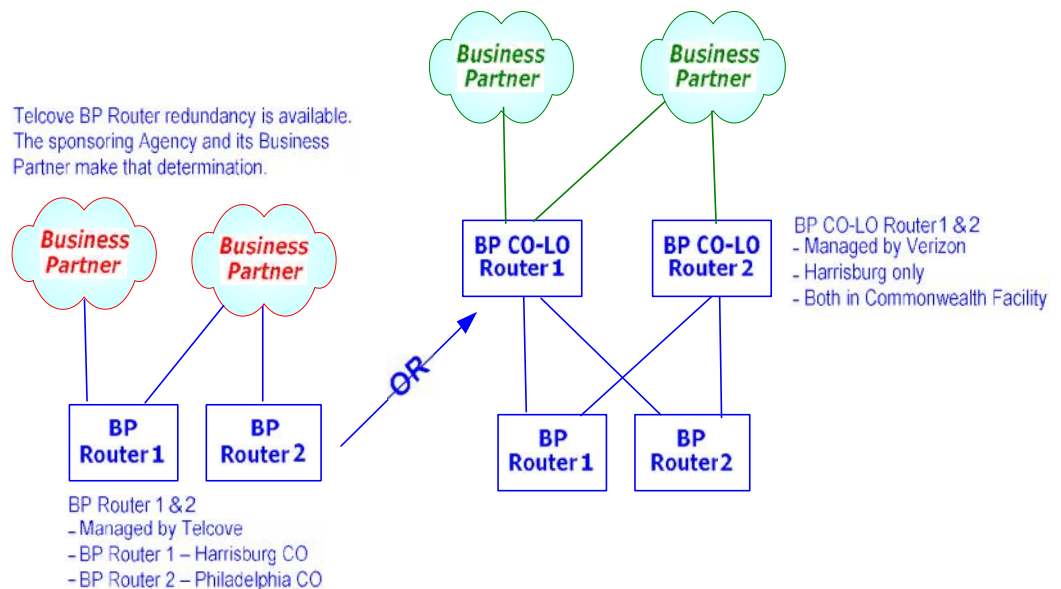 Business
Partner
Business
Partner
Telcove BP Router redundancy is available.
The sponsoring Agency and its Business
Partner make that determination.
Business
Partner
Business
Partner
BP CO-LO
Router 1
BP CO-LO
Router 2
BP CO-LO Router 1 & 2
- Managed by Verizon
- Harrisburg only
- Both in Commonwealth Facility
OR
BP
Router 1
BP
Router 2
BP
Router 1
BP
Router 2
BP Router 1 & 2
- Managed by Telcove
- BP Router 1 – Harrisburg CO
- BP Router 2 – Philadelphia CO